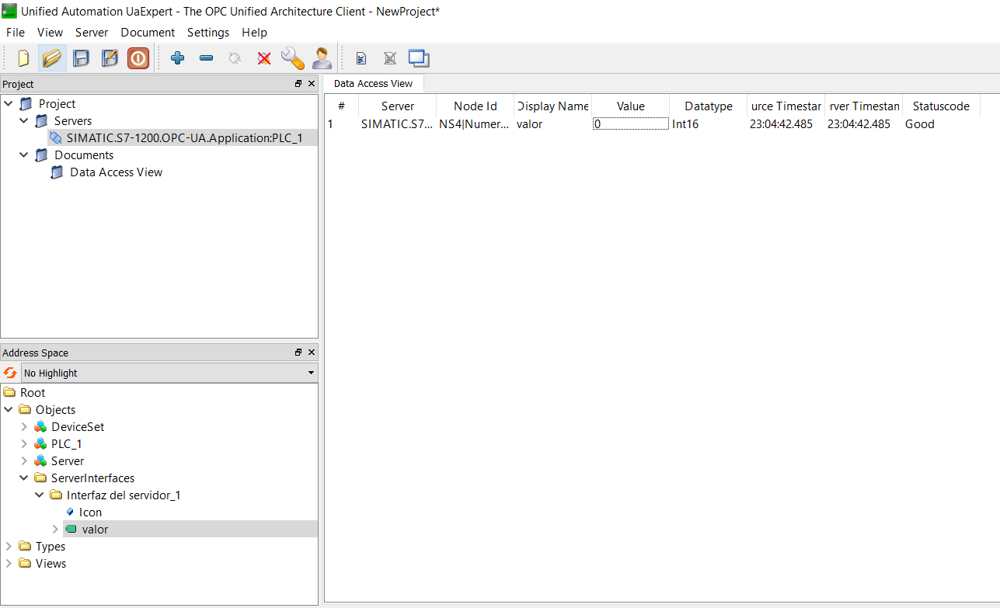 Unified Automation UaExpert - The OPC Unified Architecture Client - NewProject*
File View Server Document Settings Help
Project
Project
Servers
SIMATIC.S7-1200.OPC-UA.Application:PLC_1
Documents
Data Access View
Address Space
No Highlight
Root
Objects
DeviceSet
PLC_1
Server
ServerInterfaces
Interfaz del servidor_1
Icon
valor
Types
Views
Data Access View
# Server Node Id Display Name Value Datatype urce Timestar rver Timestan Statuscode
1 SIMATIC.S7... NS4|Numer... valor 0 Int16 23:04:42.485 23:04:42.485 Good